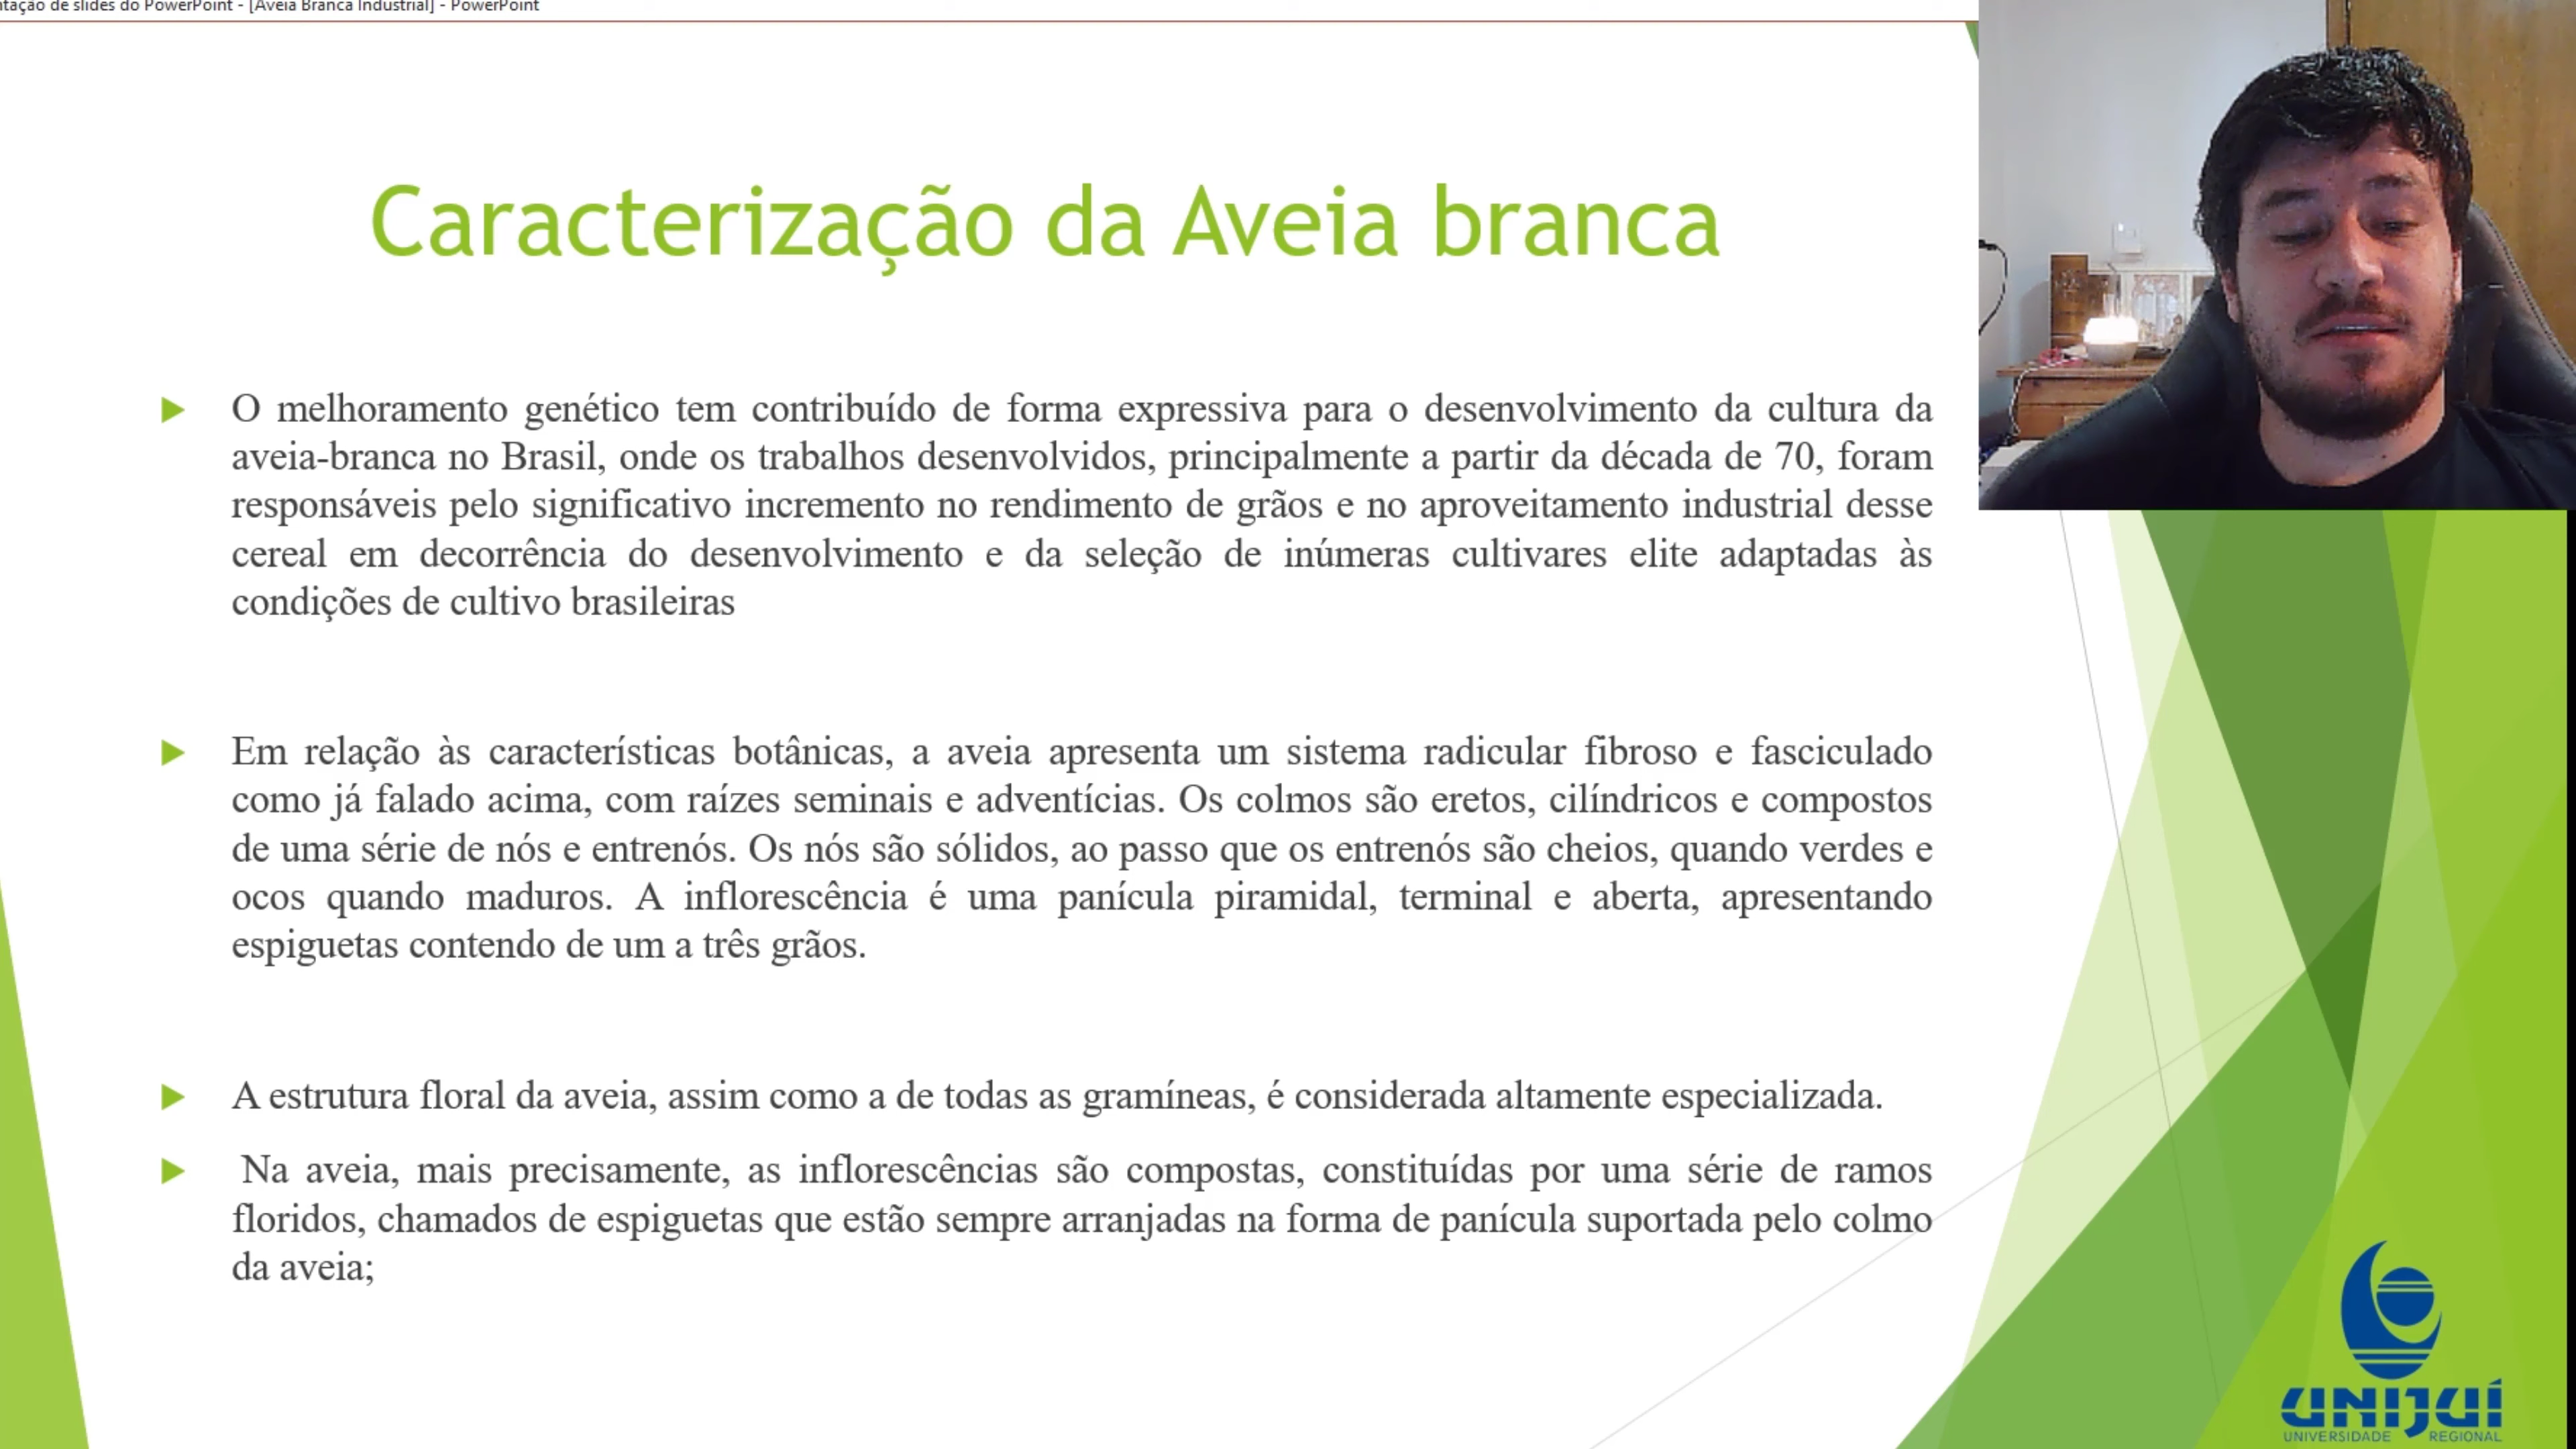 ntação de slides do PowerPoint - [Aveia Branca Industrial] - PowerPoint
Caracterização da Aveia branca
O melhoramento genético tem contribuído de forma expressiva para o desenvolvimento da cultura da
aveia-branca no Brasil, onde os trabalhos desenvolvidos, principalmente a partir da década de 70, foram
responsáveis pelo significativo incremento no rendimento de grãos e no aproveitamento industrial desse
cereal em decorrência do desenvolvimento e da seleção de inúmeras cultivares elite adaptadas às
condições de cultivo brasileiras
Em relação às características botânicas, a aveia apresenta um sistema radicular fibroso e fasciculado
como já falado acima, com raízes seminais e adventícias. Os colmos são eretos, cilíndricos e compostos
de uma série de nós e entrenós. Os nós são sólidos, ao passo que os entrenós são cheios, quando verdes e
ocos quando maduros. A inflorescência é uma panícula piramidal, terminal e aberta, apresentando
espiguetas contendo de um a três grãos.
A estrutura floral da aveia, assim como a de todas as gramíneas, é considerada altamente especializada.
Na aveia, mais precisamente, as inflorescências são compostas, constituídas por uma série de ramos
floridos, chamados de espiguetas que estão sempre arranjadas na forma de panícula suportada pelo colmo
da aveia;
UNIJUÍ
UNIVERSIDADE REGIONAL